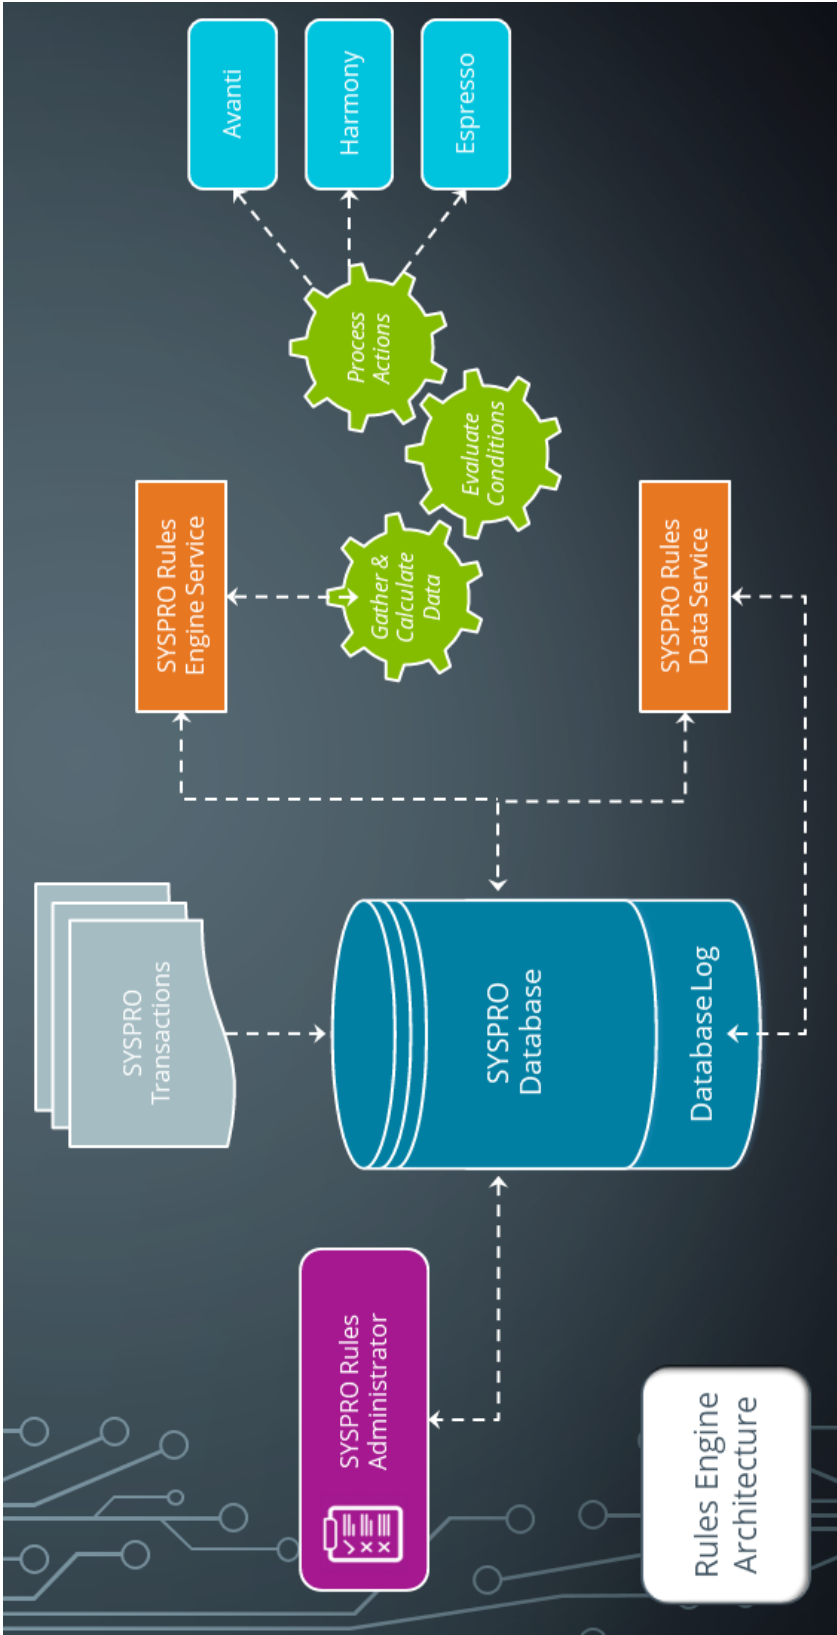 SYSPRO
Transactions
SYSPRO Rules
Administrator
SYSPRO
Database
Database Log
Rules Engine
Architecture
SYSPRO Rules
Engine Service
Gather &
Calculate
Data
Evaluate
Conditions
Process
Actions
SYSPRO Rules
Data Service
Avanti
Harmony
Espresso